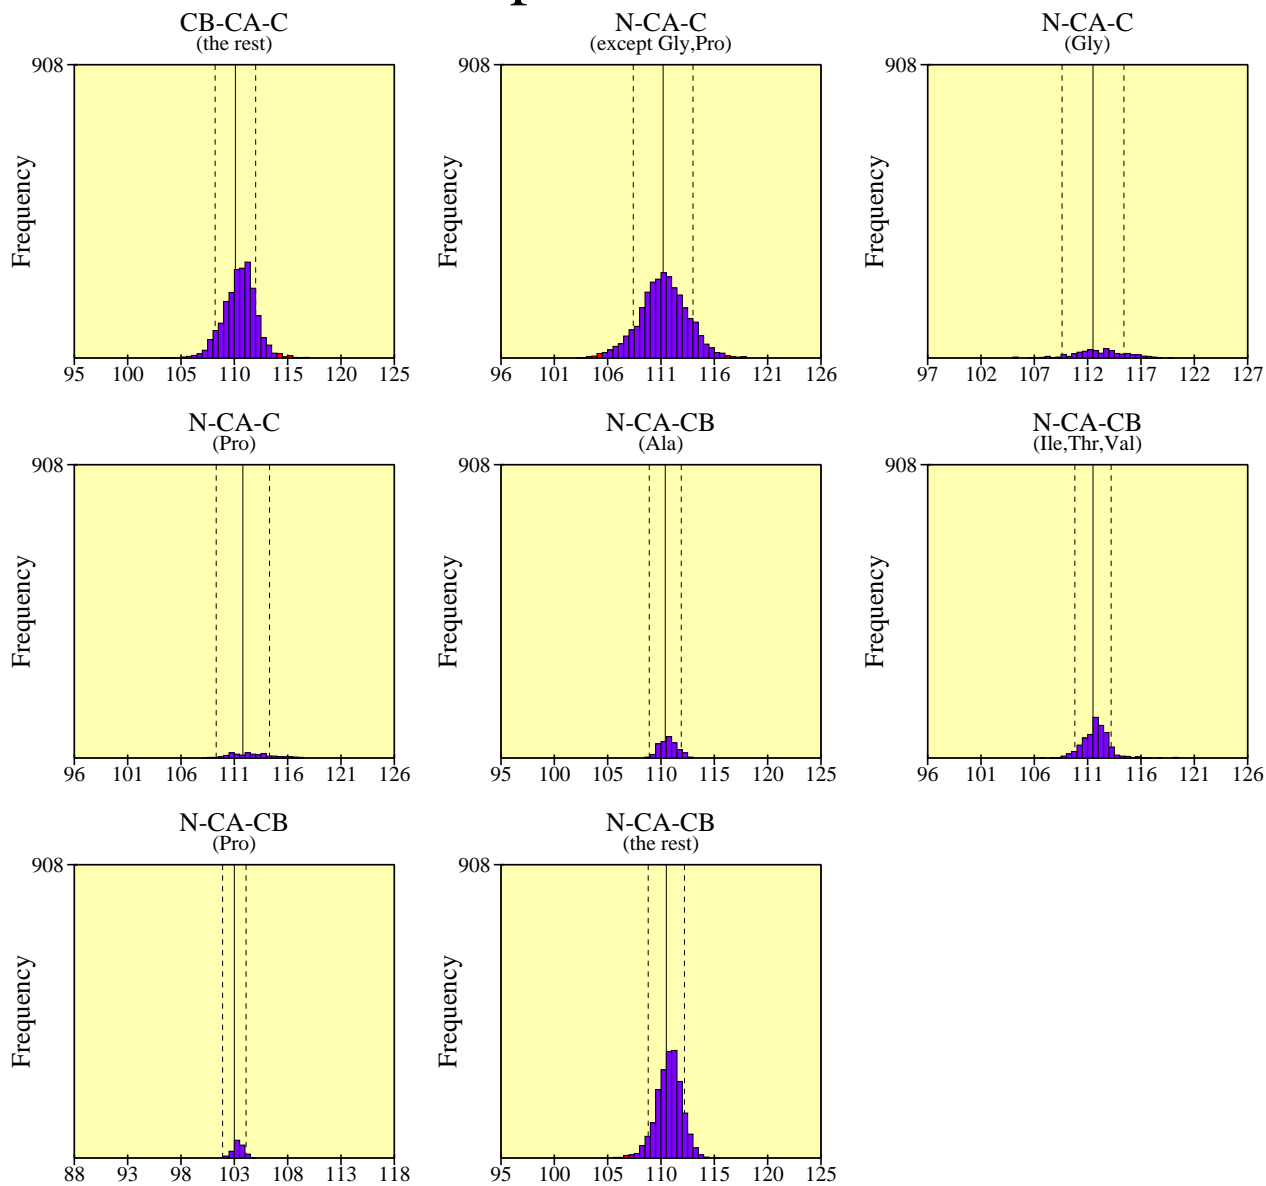 CB-CA-C
(the rest)
908
Frequency
95 100 105 110 115 120 125
N-CA-C
(except Gly,Pro)
908
Frequency
96 101 106 111 116 121 126
N-CA-C
(Gly)
908
Frequency
97 102 107 112 117 122 127
N-CA-C
(Pro)
908
Frequency
96 101 106 111 116 121 126
N-CA-CB
(Ala)
908
Frequency
95 100 105 110 115 120 125
N-CA-CB
(Ile,Thr,Val)
908
Frequency
96 101 106 111 116 121 126
N-CA-CB
(Pro)
908
Frequency
88 93 98 103 108 113 118
N-CA-CB
(the rest)
908
Frequency
95 100 105 110 115 120 125